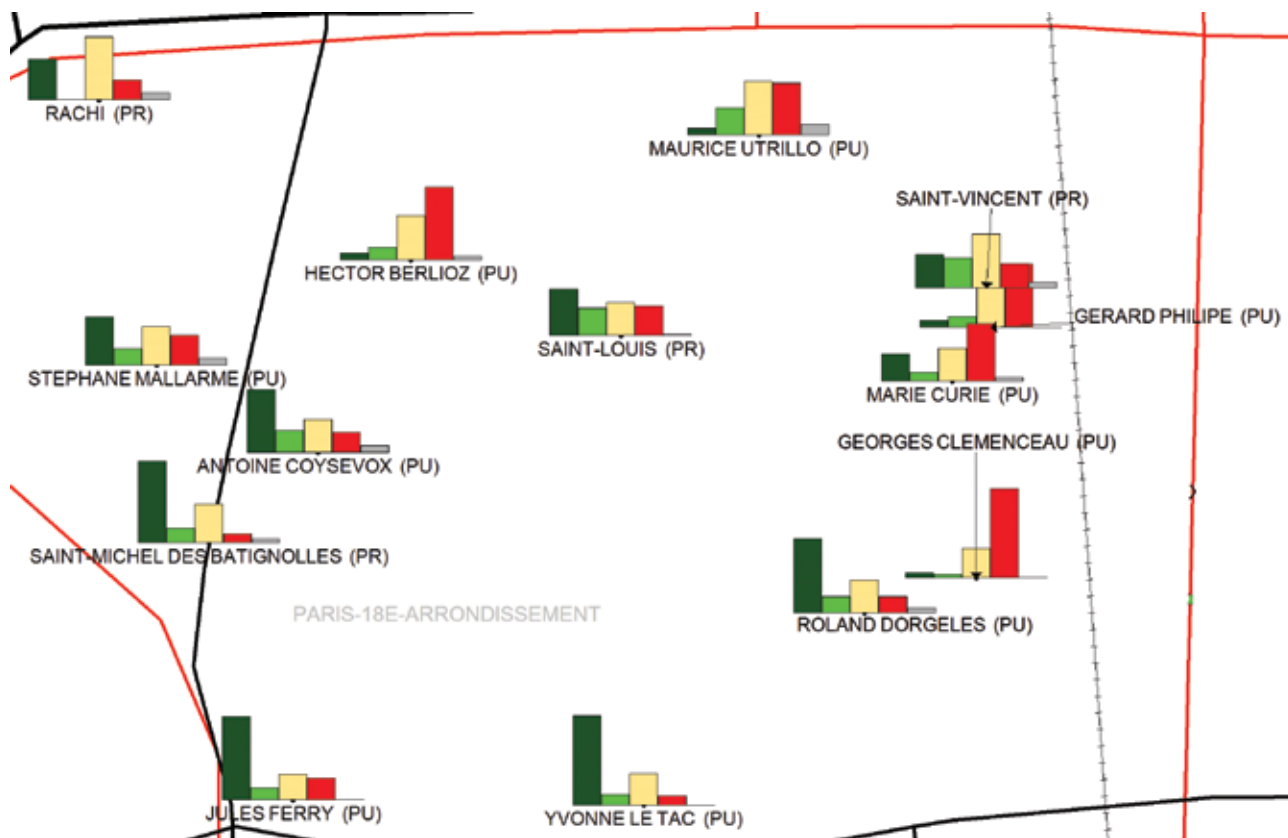 RACHI (PR)
MAURICE UTRILLO (PU)
SAINT-VINCENT (PR)
HECTOR BERLIOZ (PU)
GERARD PHILIPE (PU)
SAINT-LOUIS (PR)
STEPHANE MALLARME (PU)
MARIE CURIE (PU)
GEORGES CLEMENCEAU (PU)
ANTOINE COYSEVOX (PU)
SAINT-MICHEL DES BATIGNOLLES (PR)
PARIS-18E-ARRONDISSEMENT
ROLAND DORGELES (PU)
JULES FERRY (PU)
YVONNE LE TAC (PU)